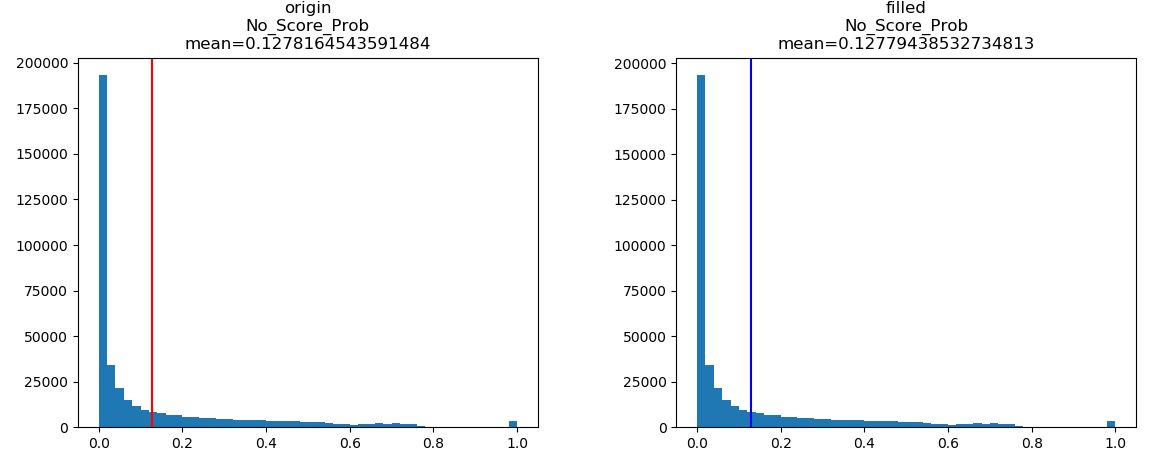 origin
No_Score_Prob
mean=0.1278164543591484
200000
175000
150000
125000
100000
75000
50000
25000
0
0.0 0.2 0.4 0.6 0.8 1.0
filled
No_Score_Prob
mean=0.12779438532734813
200000
175000
150000
125000
100000
75000
50000
25000
0
0.0 0.2 0.4 0.6 0.8 1.0